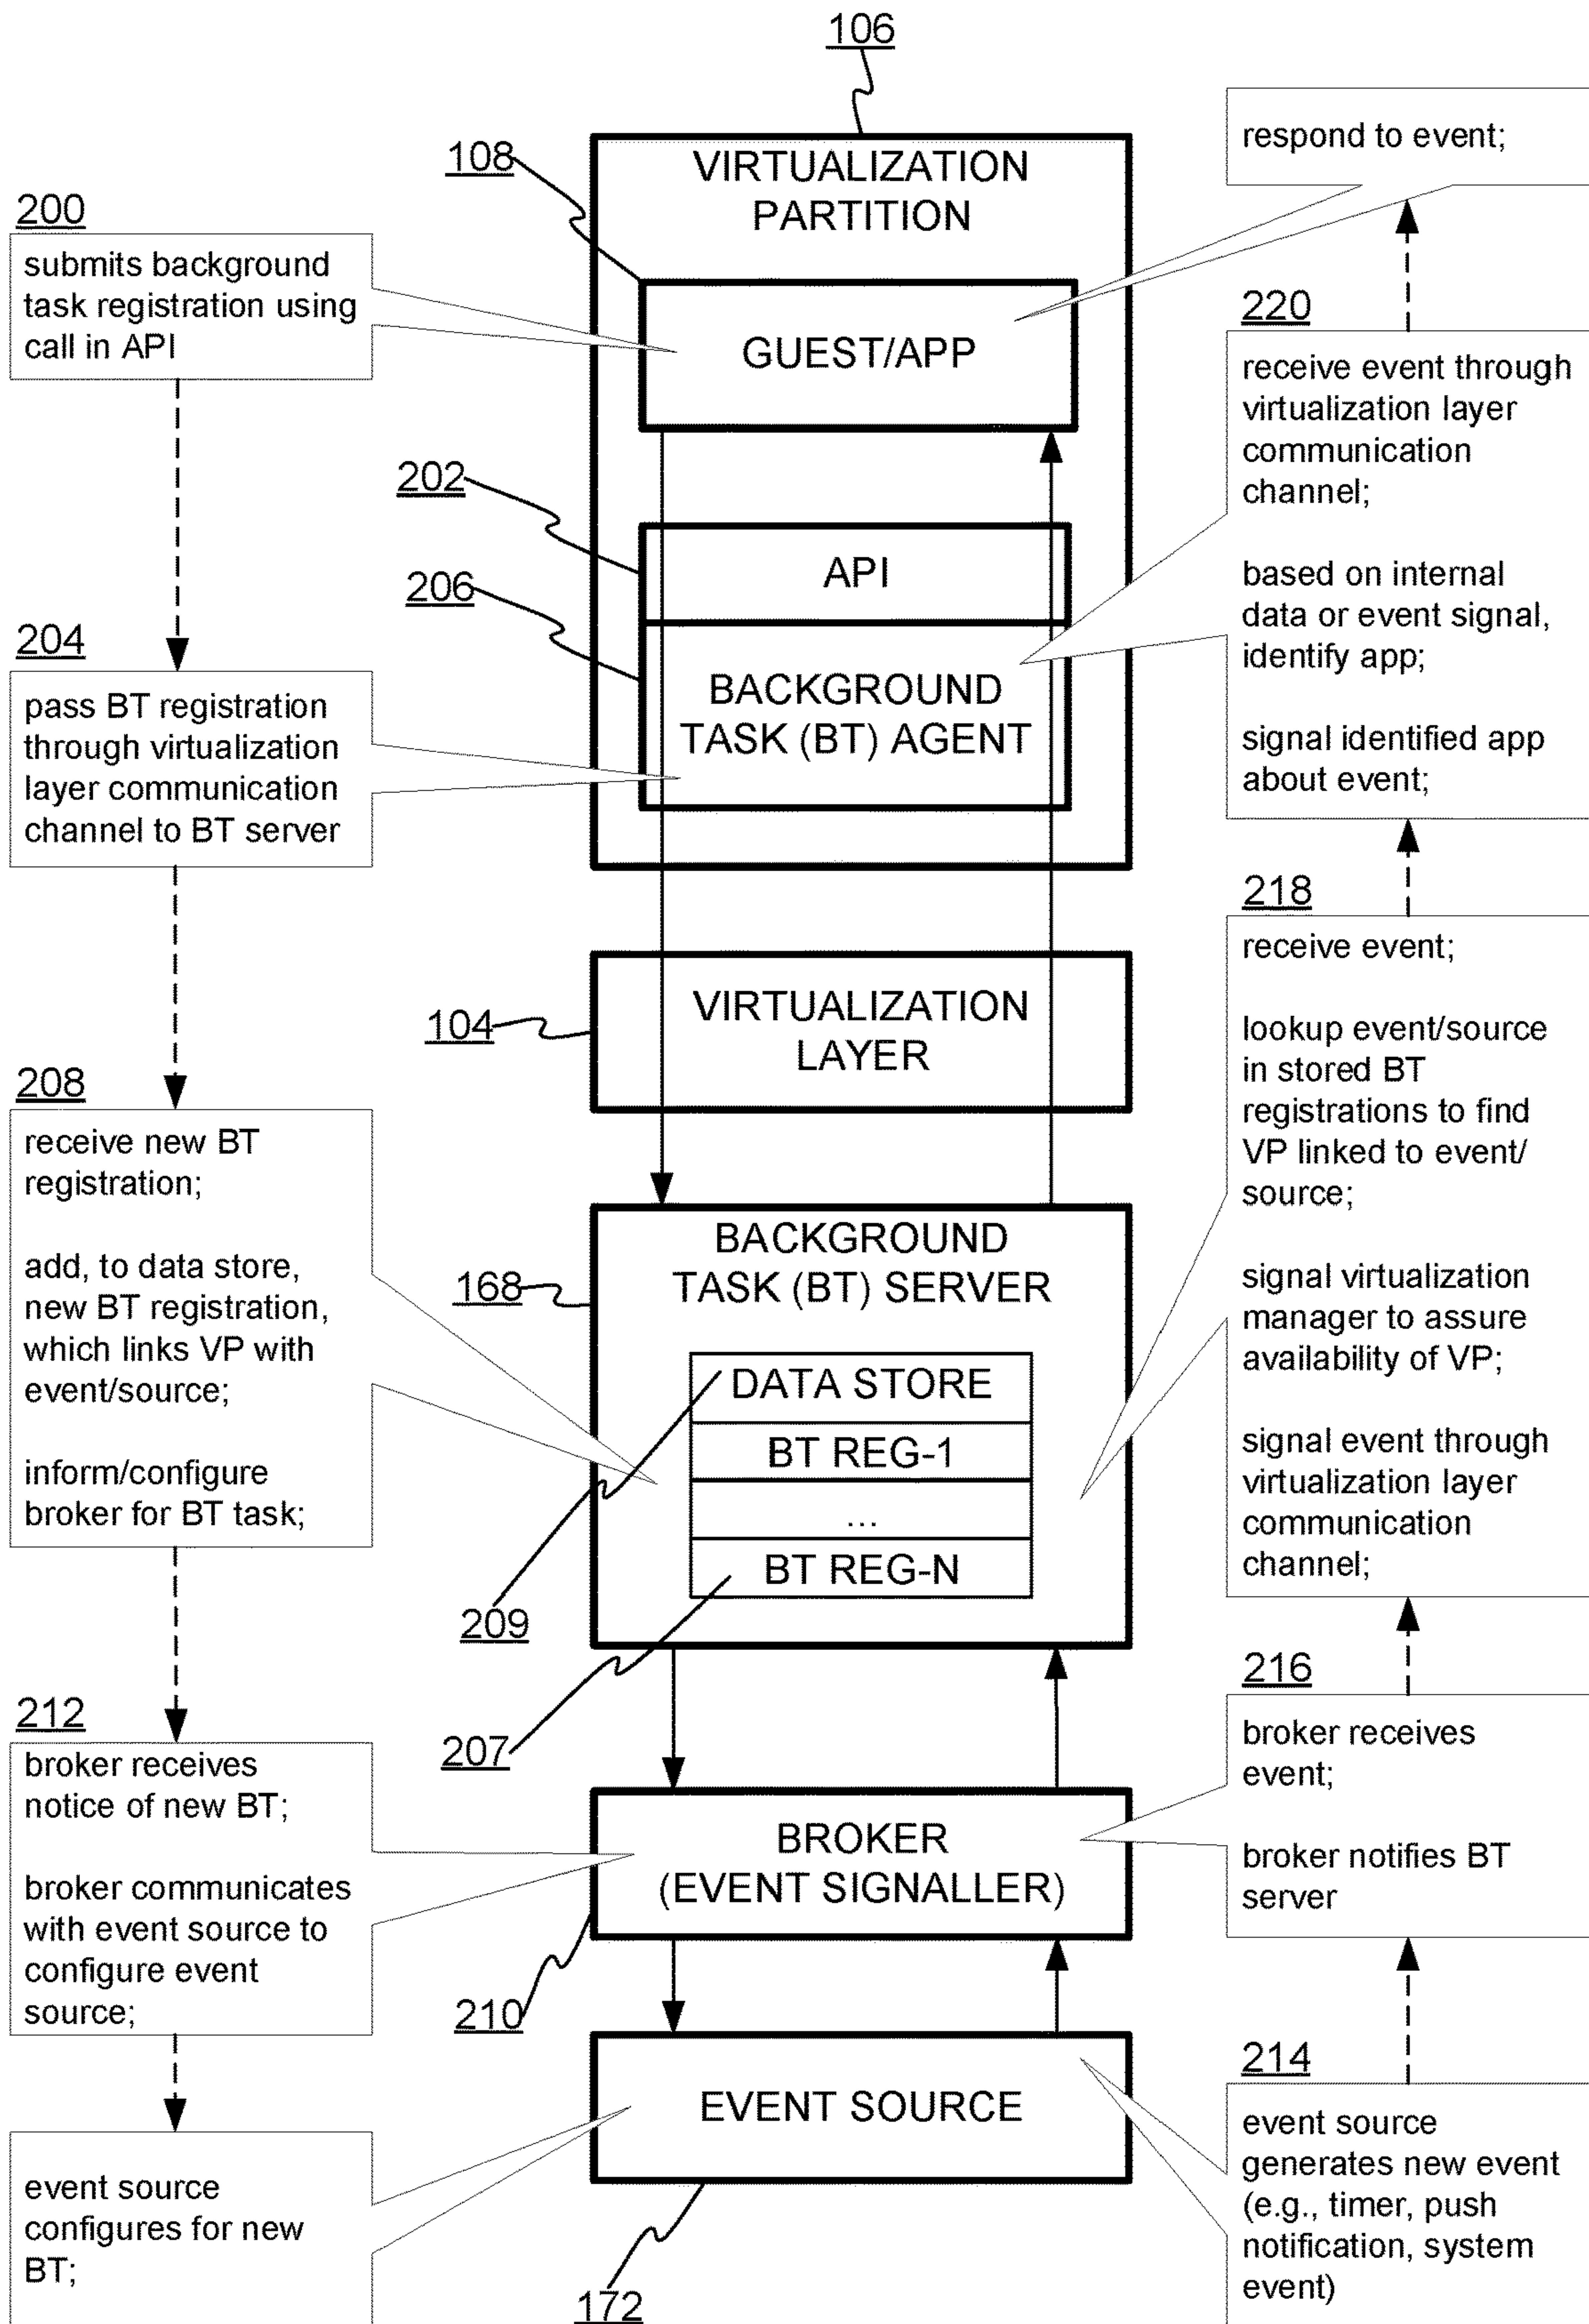 106
VIRTUALIZATION
PARTITION
108
GUEST/APP
202
API
206
BACKGROUND
TASK (BT) AGENT
104
VIRTUALIZATION
LAYER
168
BACKGROUND
TASK (BT) SERVER
DATA STORE
BT REG-1
...
BT REG-N
209
207
BROKER
(EVENT SIGNALLER)
210
EVENT SOURCE
172
200
submits background
task registration using
call in API
204
pass BT registration
through virtualization
layer communication
channel to BT server
208
receive new BT
registration;
add, to data store,
new BT registration,
which links VP with
event/source;
inform/configure
broker for BT task;
212
broker receives
notice of new BT;
broker communicates
with event source to
configure event
source;
event source
configures for new
BT;
214
event source
generates new event
(e.g., timer, push
notification, system
event)
216
broker receives
event;
broker notifies BT
server
218
receive event;
lookup event/source
in stored BT
registrations to find
VP linked to event/
source;
signal virtualization
manager to assure
availability of VP;
signal event through
virtualization layer
communication
channel;
220
receive event through
virtualization layer
communication
channel;
based on internal
data or event signal,
identify app;
signal identified app
about event;
respond to event;